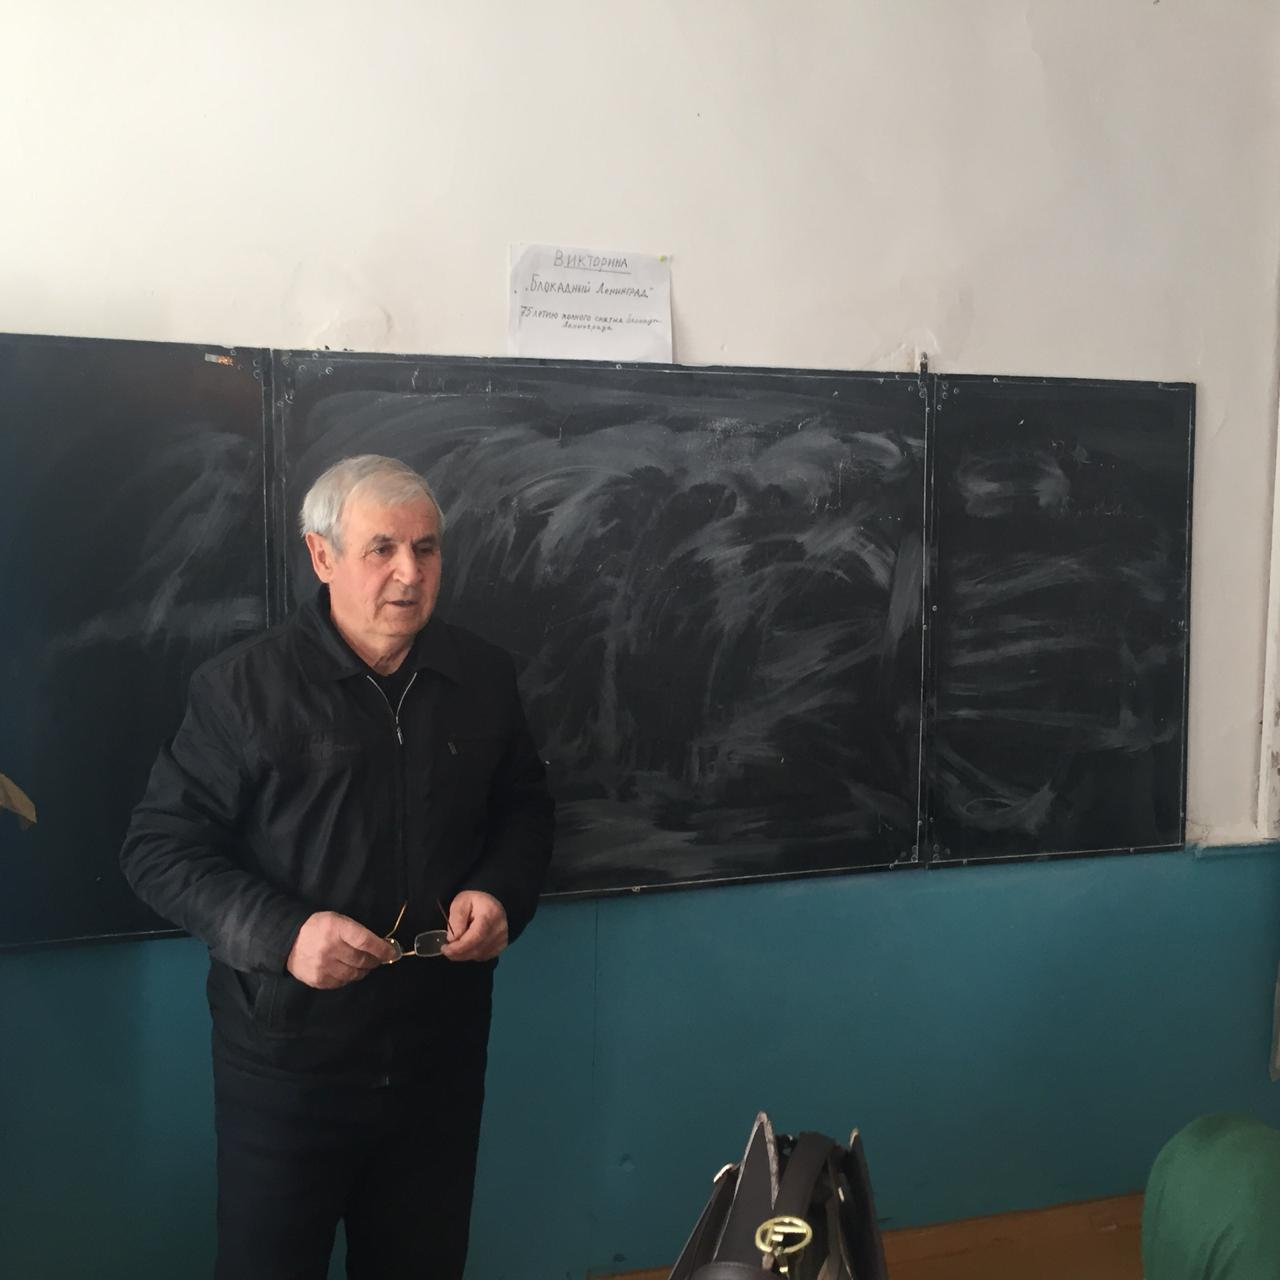 ВИКТОРИНА
„Блокадный Ленинград"
75 летию полного снятия блокады
Ленинграда